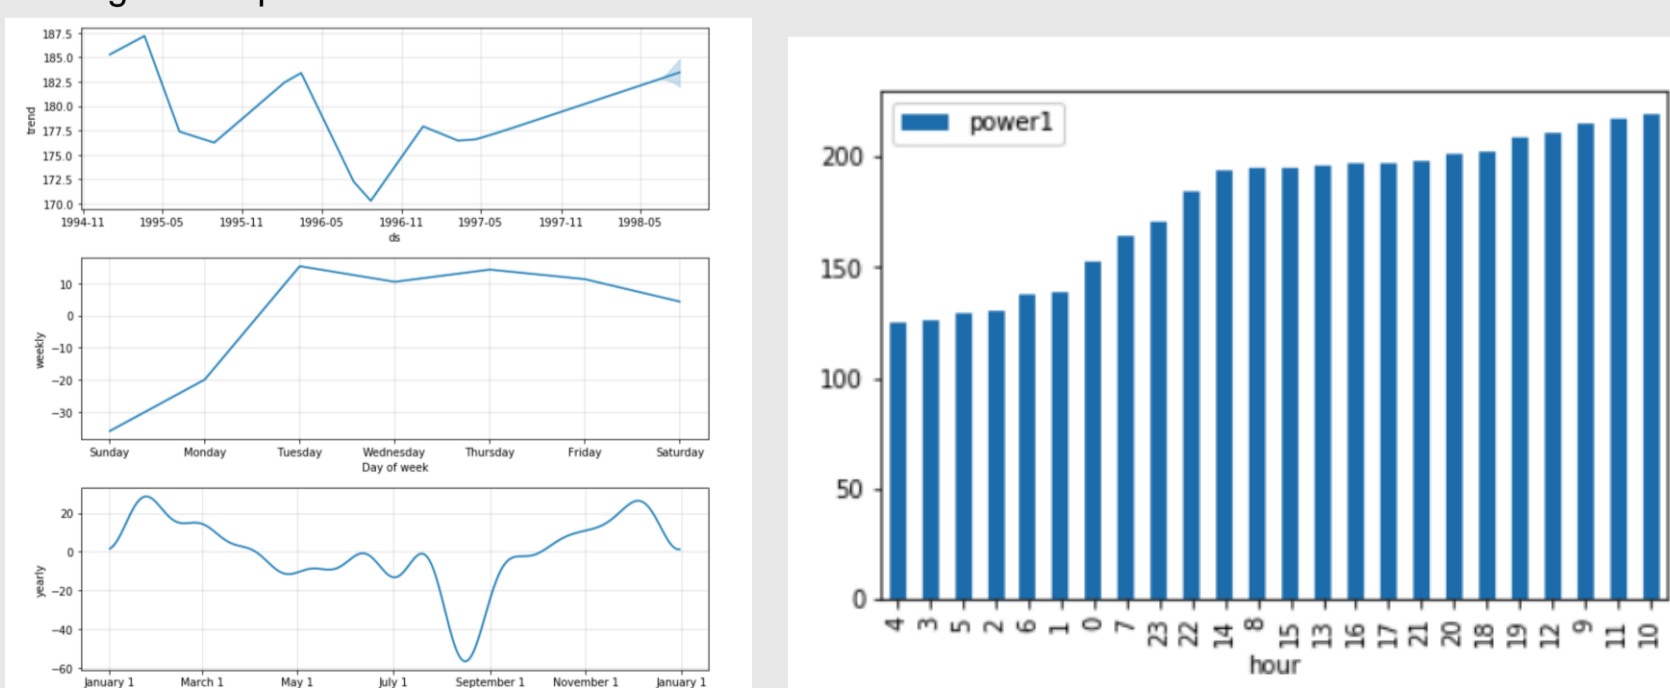 187.5
185.0
182.5
180.0
177.5
175.0
172.5
170.0
trend
1994-11 1995-05 1995-11 1996-05 1996-11 1997-05 1997-11 1998-05
ds
10
0
−10
−20
−30
weekly
Sunday Monday Tuesday Wednesday Thursday Friday Saturday
Day of week
20
0
−20
−40
−60
yearly
January 1 March 1 May 1 July 1 September 1 November 1 January 1
power1
200
150
100
50
0
4 3 5 2 6 1 0 7 23 22 14 8 15 13 16 17 21 20 18 19 12 9 11 10
hour